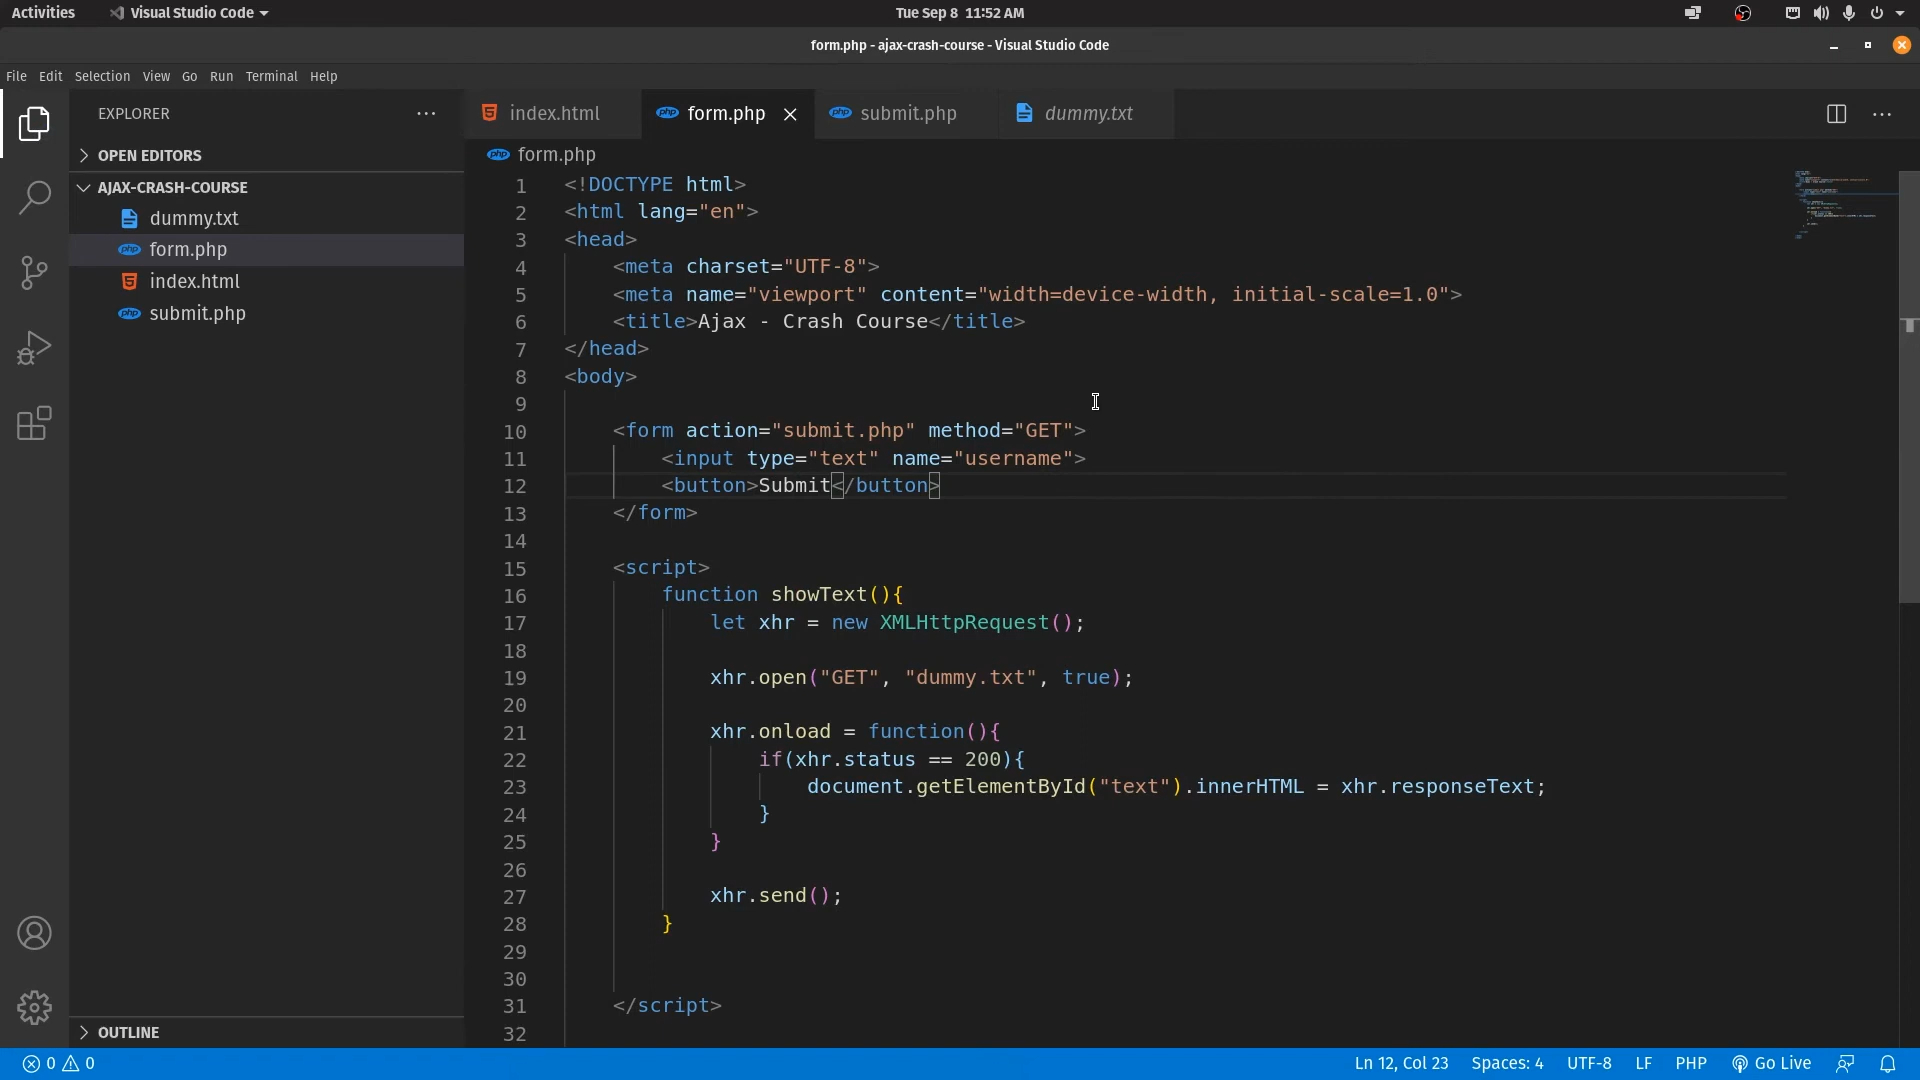 Activities Visual Studio Code Tue Sep 8 11:52 AM
form.php - ajax-crash-course - Visual Studio Code
File Edit Selection View Go Run Terminal Help
EXPLORER
OPEN EDITORS
AJAX-CRASH-COURSE
dummy.txt
php form.php
index.html
php submit.php
OUTLINE
index.html php form.php php submit.php dummy.txt
php form.php
1 <!DOCTYPE html>
2 <html lang="en">
3 <head>
4 <meta charset="UTF-8">
5 <meta name="viewport" content="width=device-width, initial-scale=1.0">
6 <title>Ajax - Crash Course</title>
7 </head>
8 <body>
9
10 <form action="submit.php" method="GET">
11 <input type="text" name="username">
12 <button>Submit</button>
13 </form>
14
15 <script>
16 function showText(){
17 let xhr = new XMLHttpRequest();
18
19 xhr.open("GET", "dummy.txt", true);
20
21 xhr.onload = function(){
22 if(xhr.status == 200){
23 document.getElementById("text").innerHTML = xhr.responseText;
24 }
25 }
26
27 xhr.send();
28 }
29
30
31 </script>
32
0 0 Ln 12, Col 23 Spaces: 4 UTF-8 LF PHP Go Live